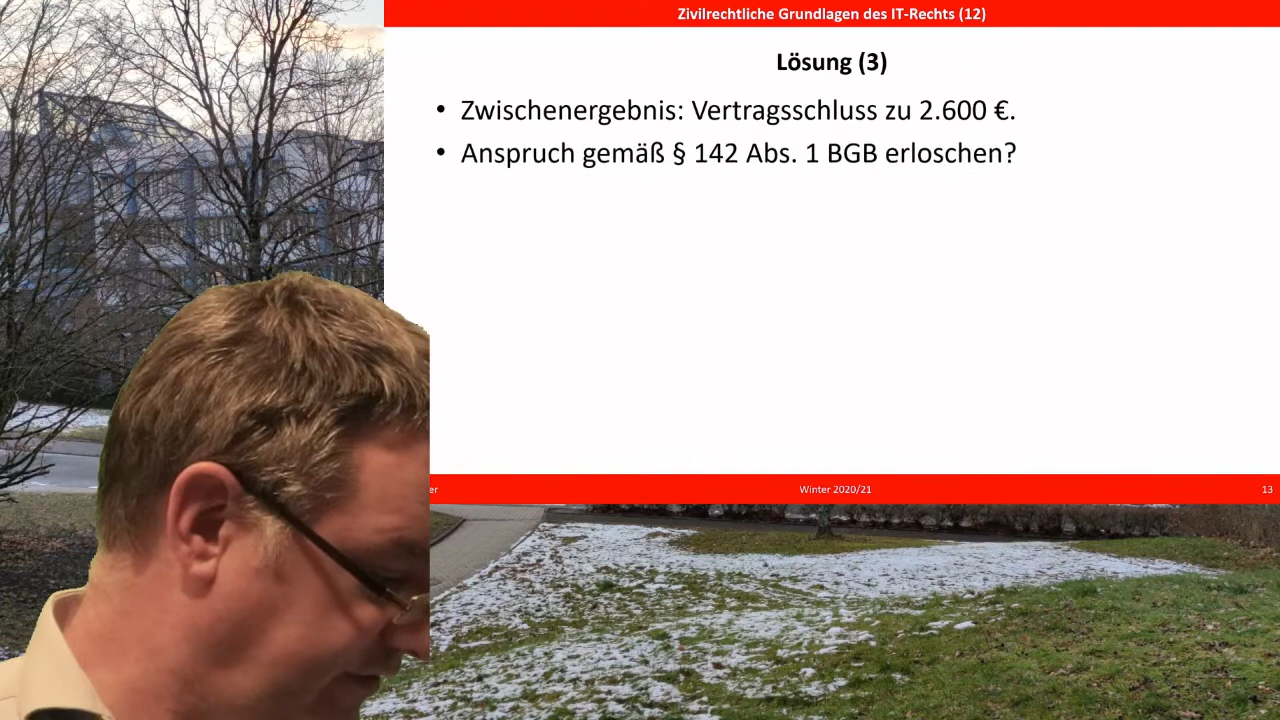 Zivilrechtliche Grundlagen des IT-Rechts (12)
Lösung (3)
• Zwischenergebnis: Vertragsschluss zu 2.600 €.
• Anspruch gemäß § 142 Abs. 1 BGB erloschen?
er Winter 2020/21 13